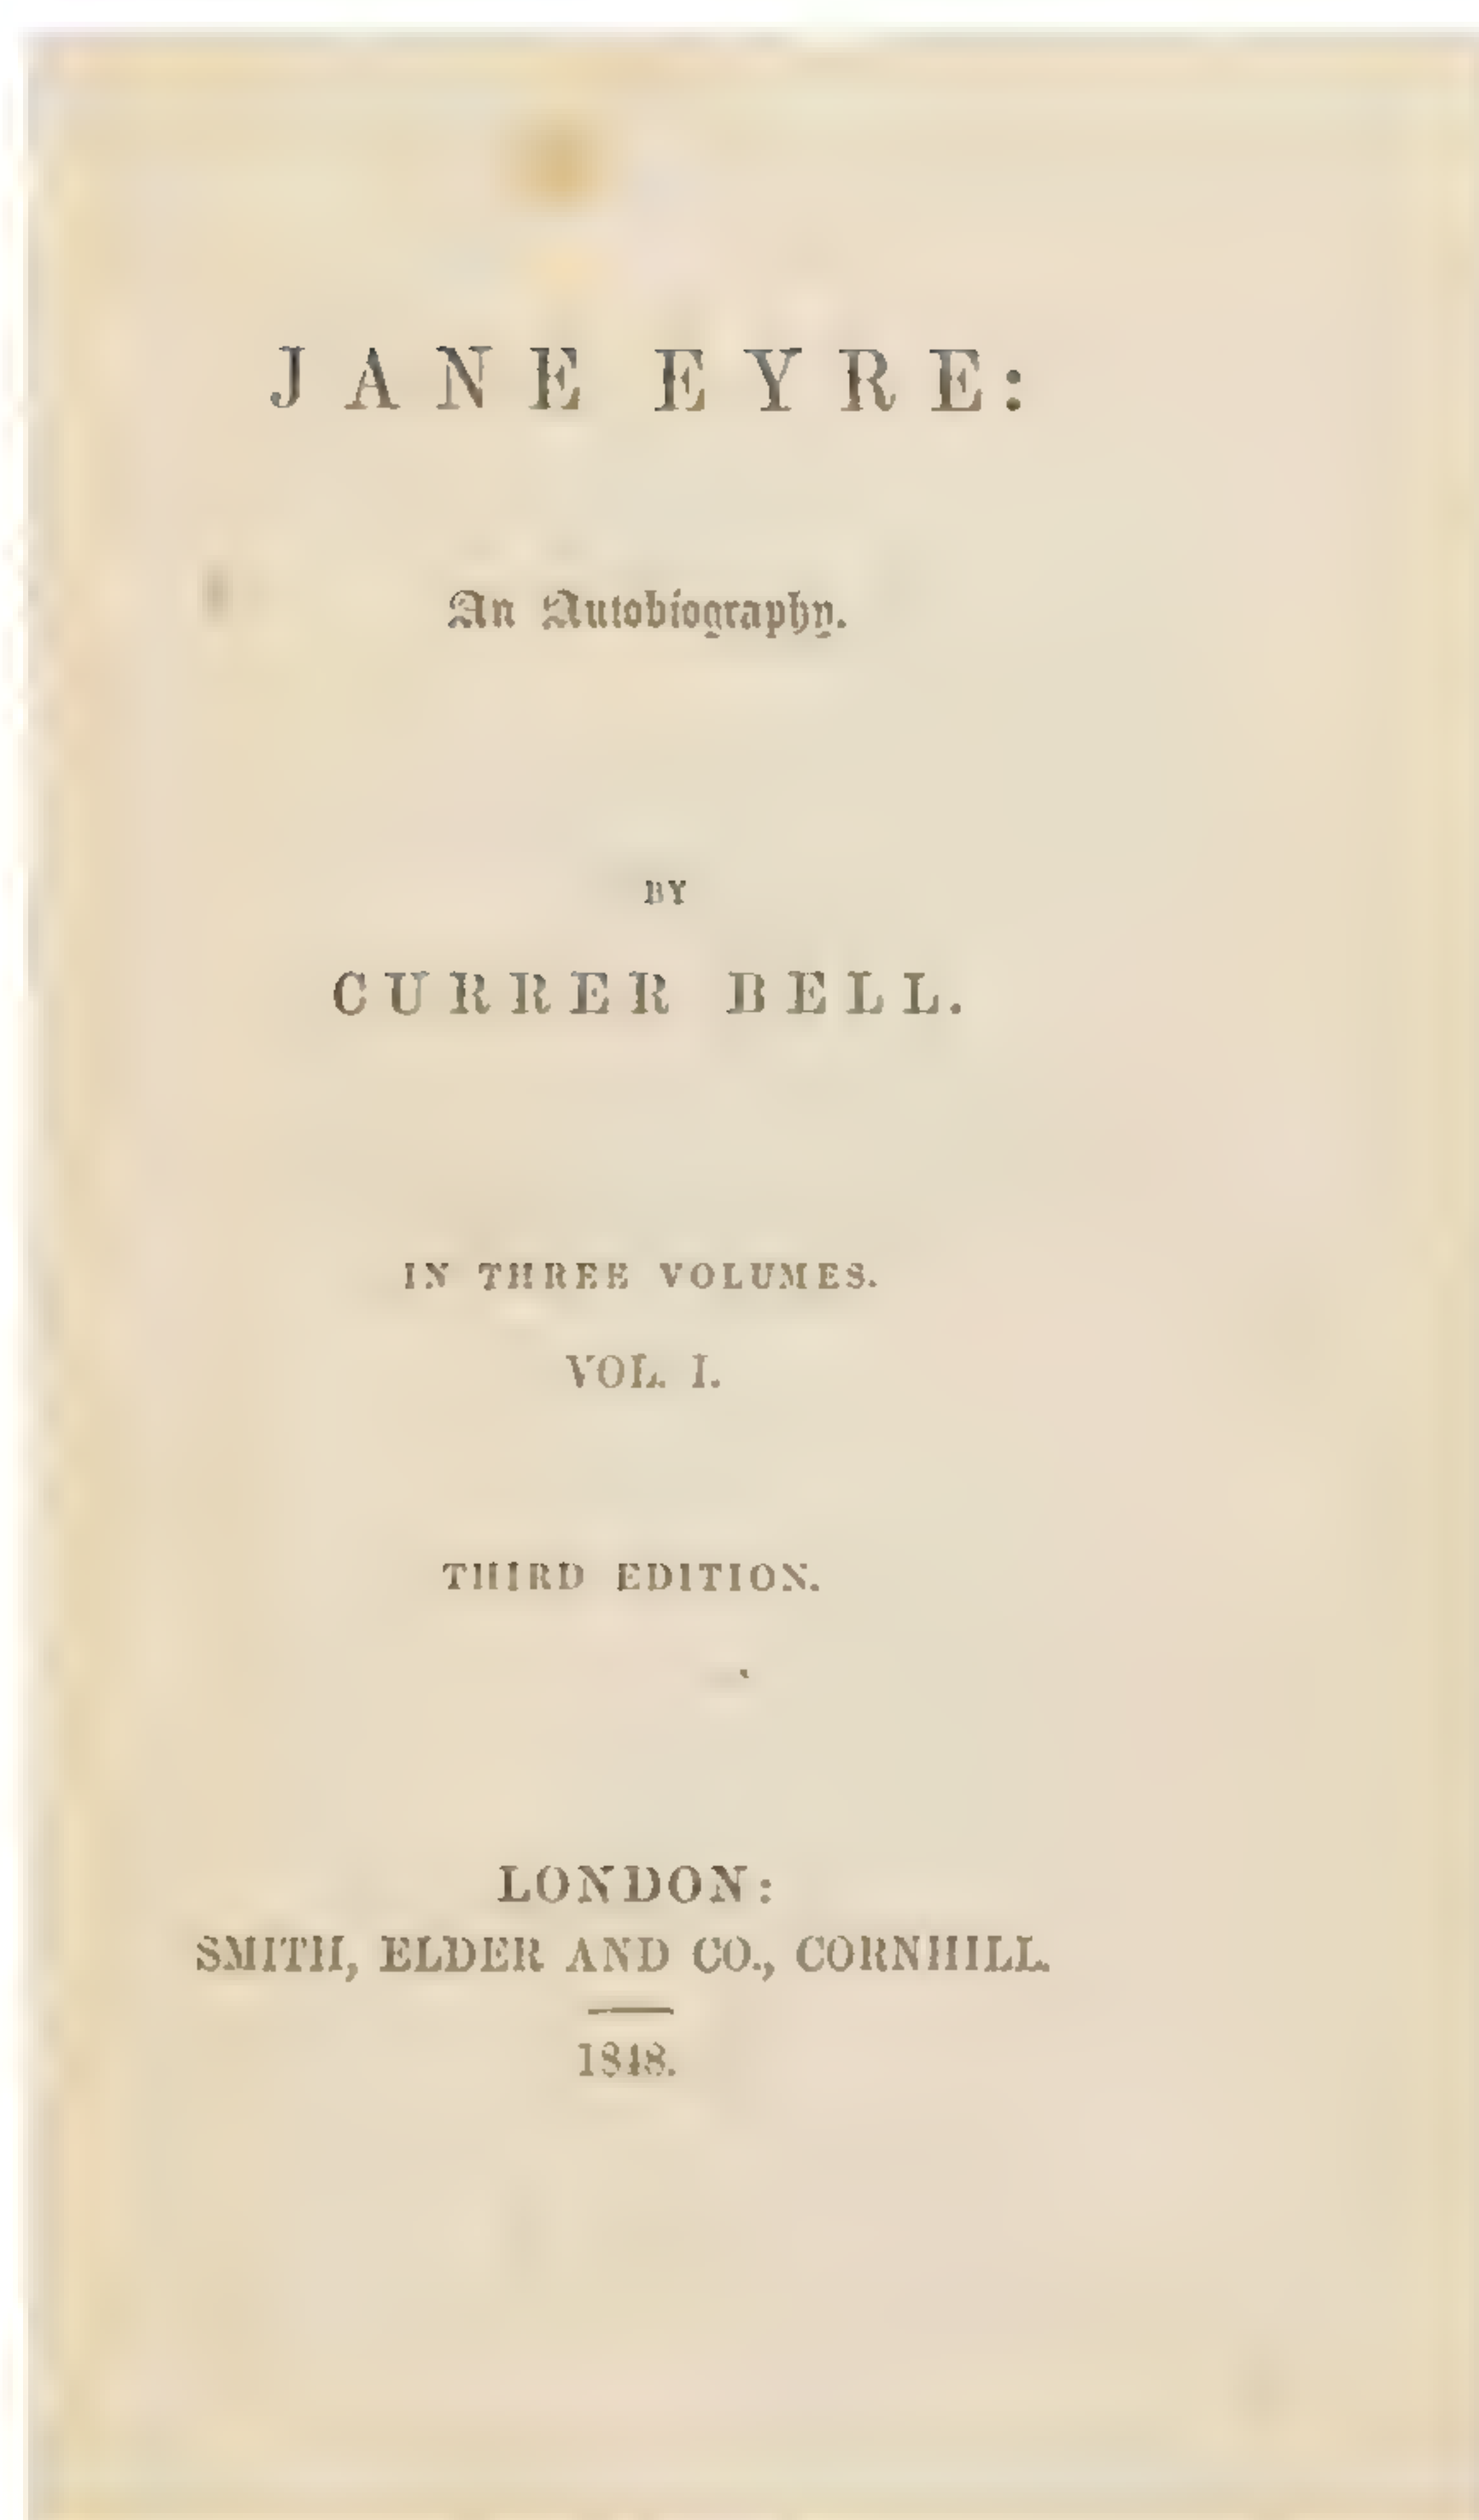 JANE EYRE:
An Autobiography.
BY
CURRER BELL.
IN THREE VOLUMES.
VOL. I.
THIRD EDITION.
LONDON:
SMITH, ELDER AND CO., CORNHILL.
1848.